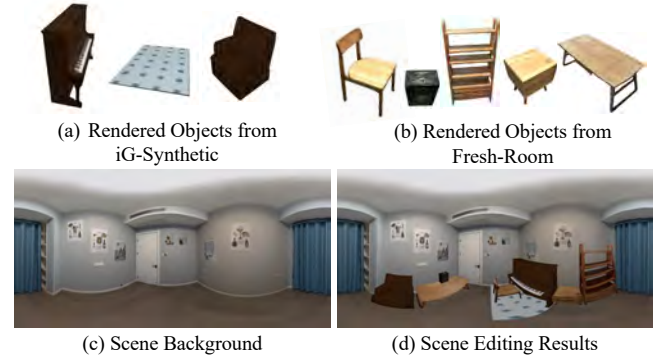 (a) Rendered Objects from
iG-Synthetic
(b) Rendered Objects from
Fresh-Room
(c) Scene Background
(d) Scene Editing Results